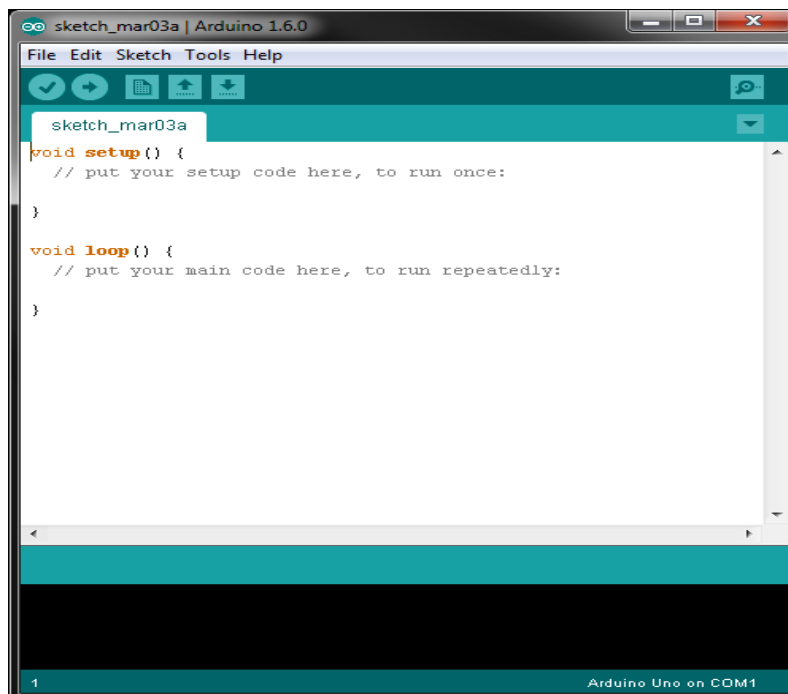 sketch_mar03a | Arduino 1.6.0
File Edit Sketch Tools Help
sketch_mar03a
void setup() {
  // put your setup code here, to run once:
}
void loop() {
  // put your main code here, to run repeatedly:
}
1 Arduino Uno on COM1